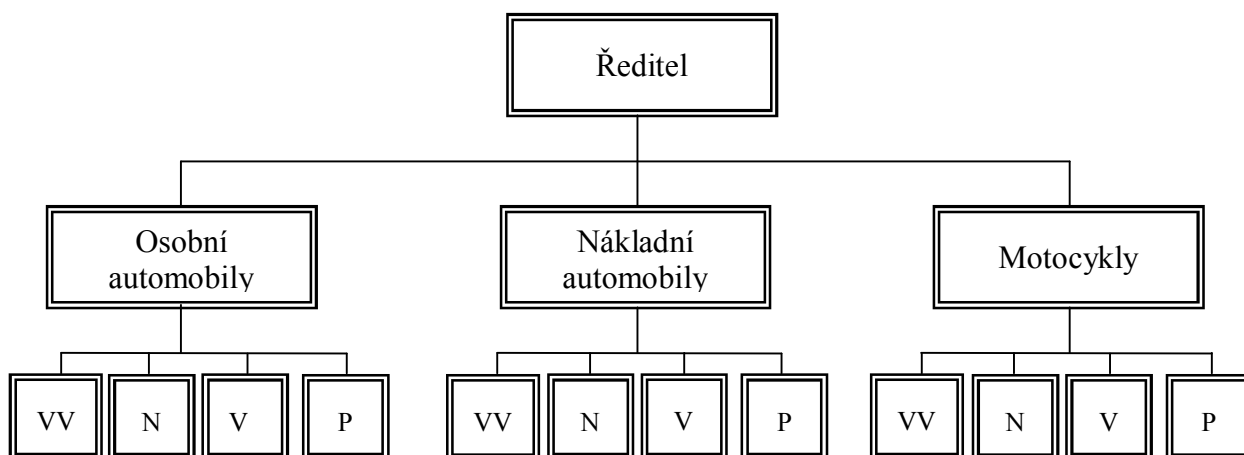 Ředitel
Osobní
automobily
Nákladní
automobily
Motocykly
VV N V P VV N V P VV N V P